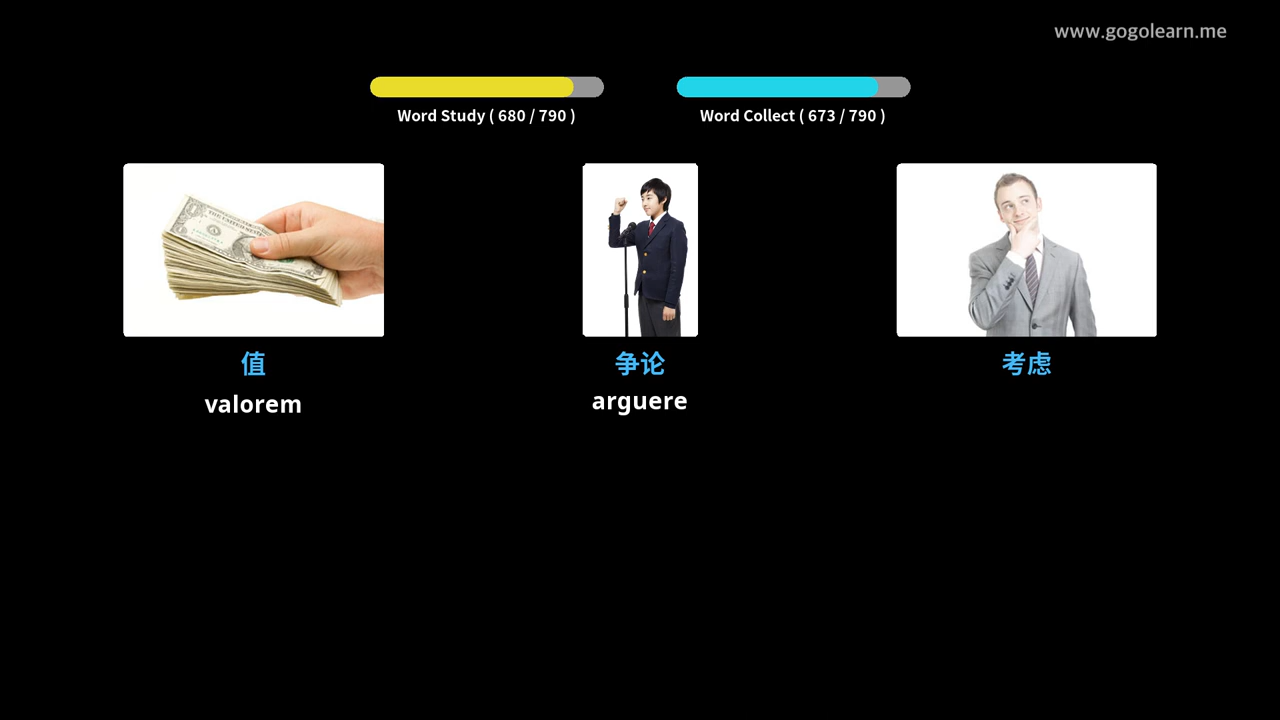 www.gogolearn.me
Word Study ( 680 / 790 )
Word Collect ( 673 / 790 )
值
争论
考虑
valorem
arguere